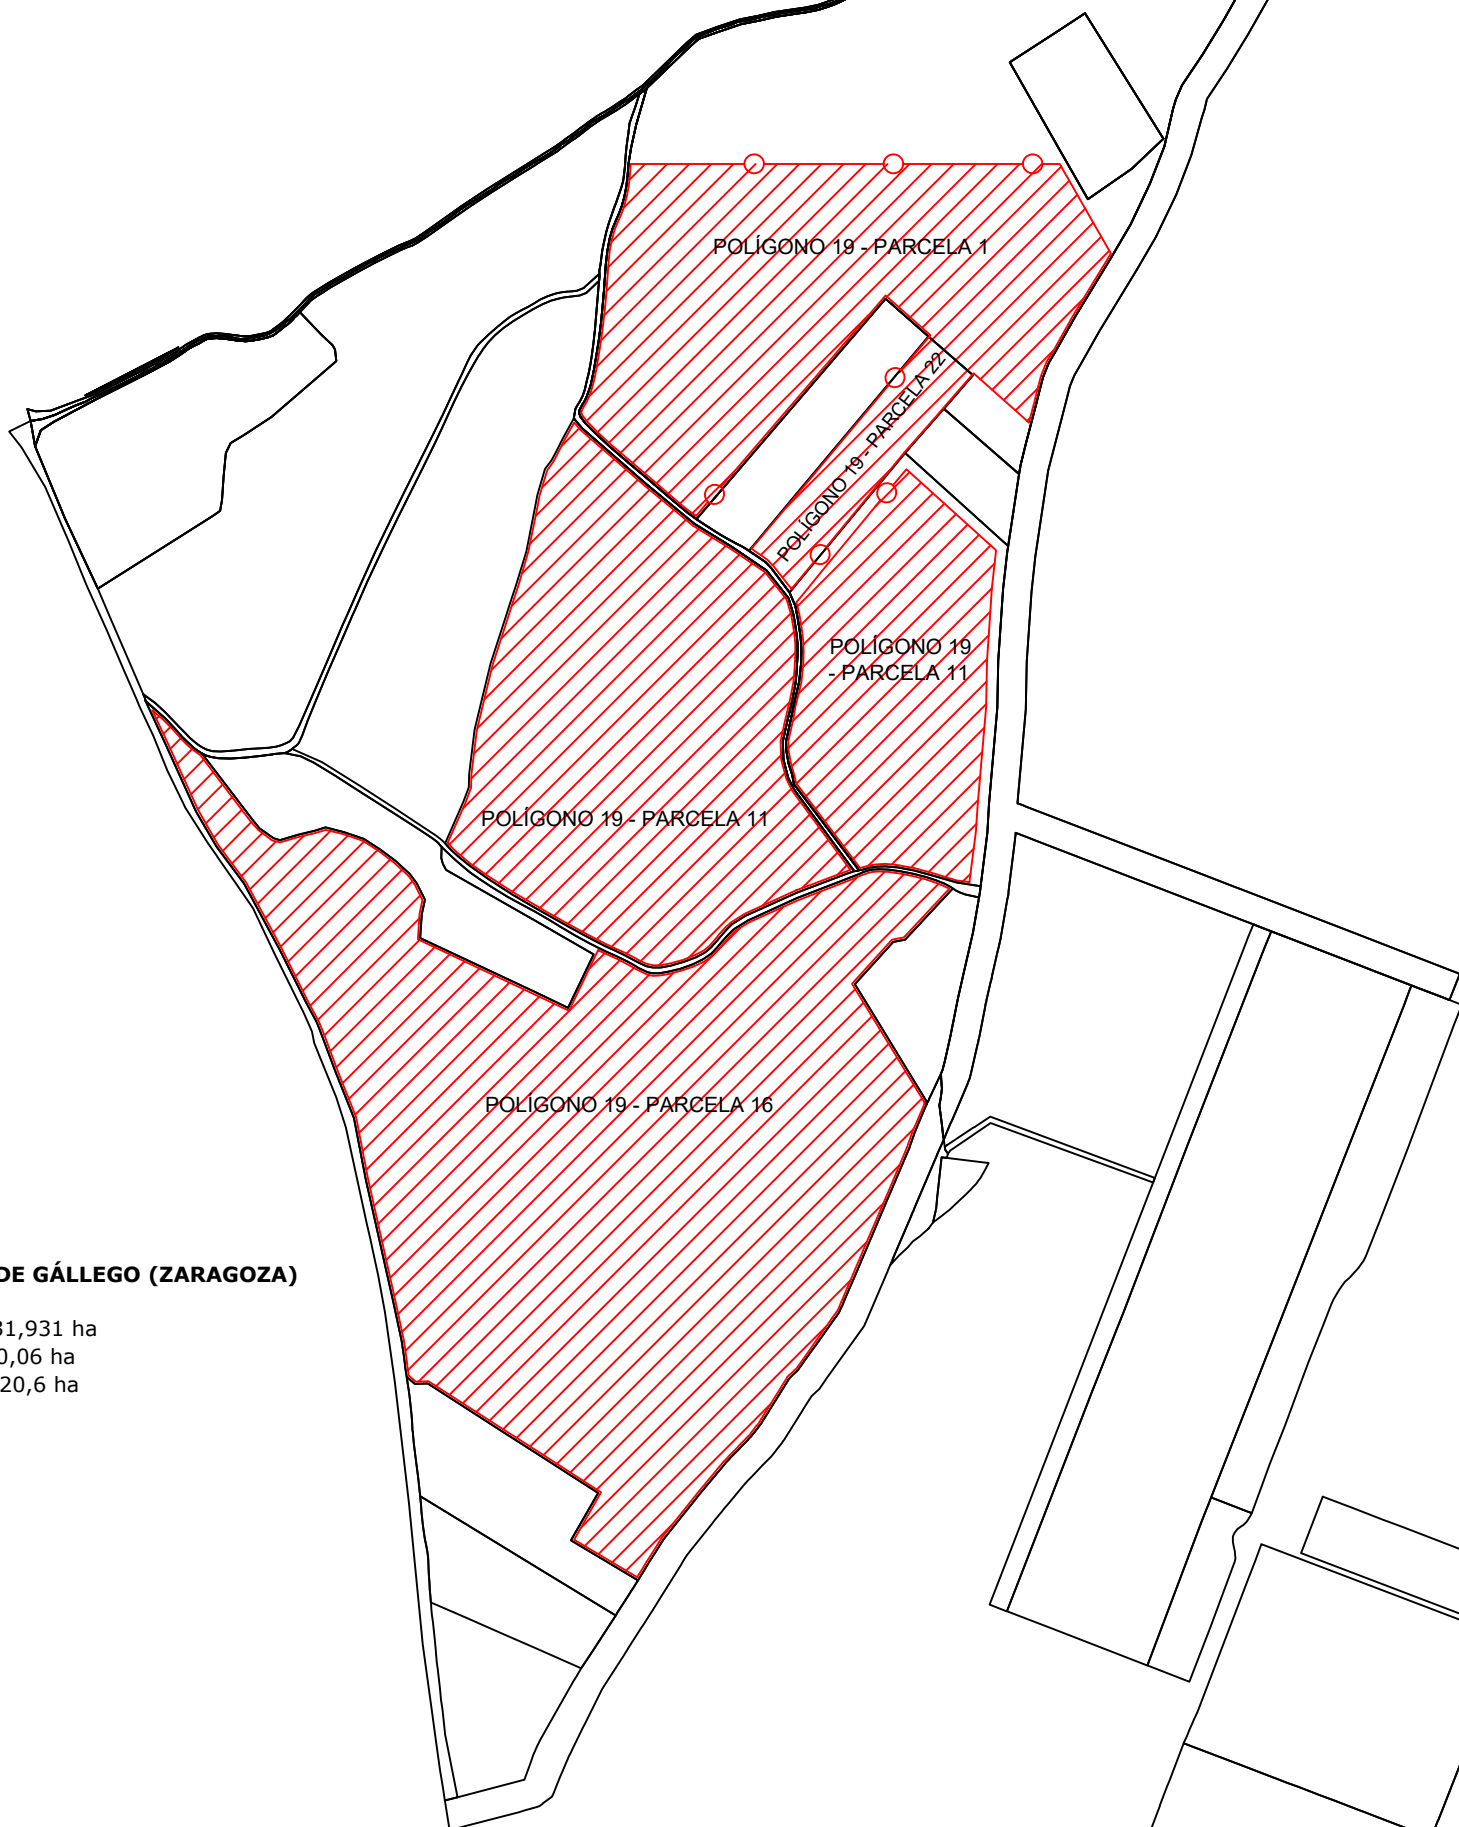 POLÍGONO 19 - PARCELA 1
POLÍGONO 19 - PARCELA 22
POLÍGONO 19
- PARCELA 11
POLÍGONO 19 - PARCELA 11
POLÍGONO 19 - PARCELA 16
DE GÁLLEGO (ZARAGOZA)
31,931 ha
0,06 ha
20,6 ha